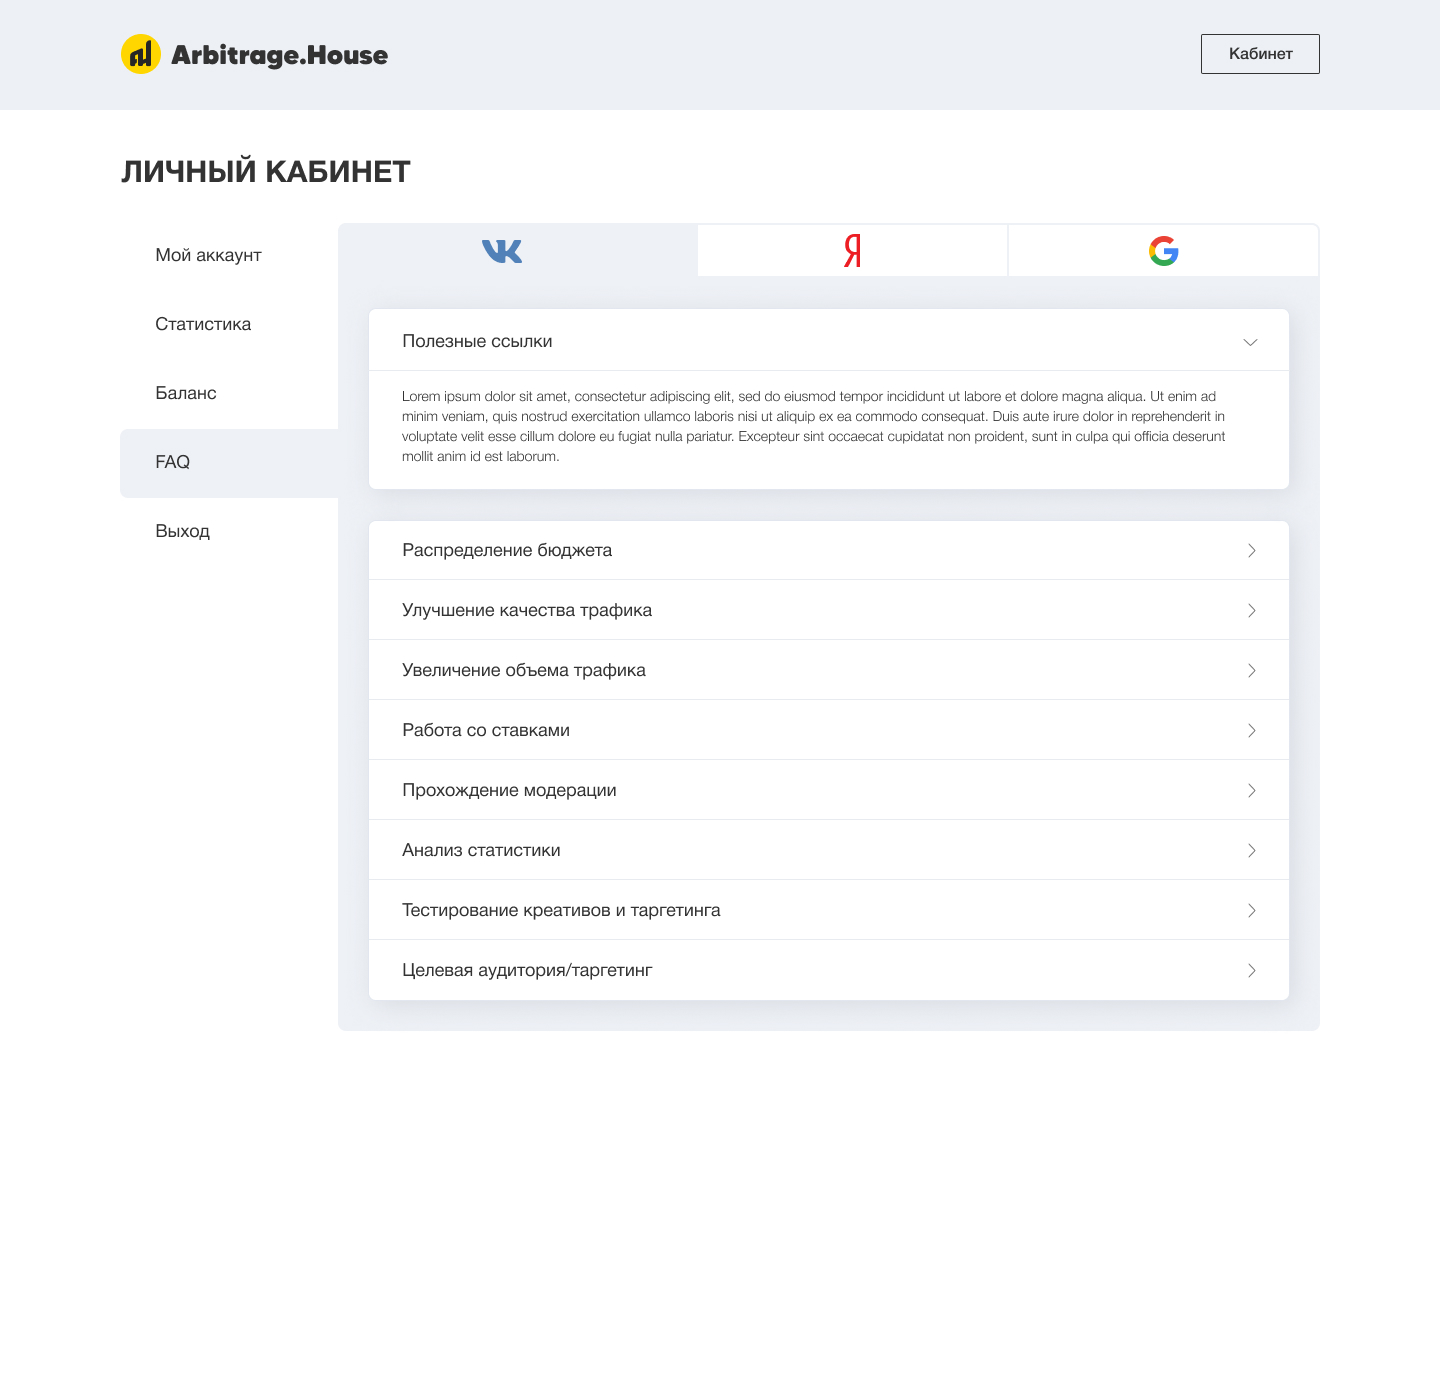 Arbitrage.House
Кабинет
ЛИЧНЫЙ КАБИНЕТ
Мой аккаунт
Статистика
Баланс
FAQ
Выход
Я
Полезные ссылки
Lorem ipsum dolor sit amet, consectetur adipiscing elit, sed do eiusmod tempor incididunt ut labore et dolore magna aliqua. Ut enim ad
minim veniam, quis nostrud exercitation ullamco laboris nisi ut aliquip ex ea commodo consequat. Duis aute irure dolor in reprehenderit in
voluptate velit esse cillum dolore eu fugiat nulla pariatur. Excepteur sint occaecat cupidatat non proident, sunt in culpa qui officia deserunt
mollit anim id est laborum.
Распределение бюджета
Улучшение качества трафика
Увеличение объема трафика
Работа со ставками
Прохождение модерации
Анализ статистики
Тестирование креативов и таргетинга
Целевая аудитория/таргетинг